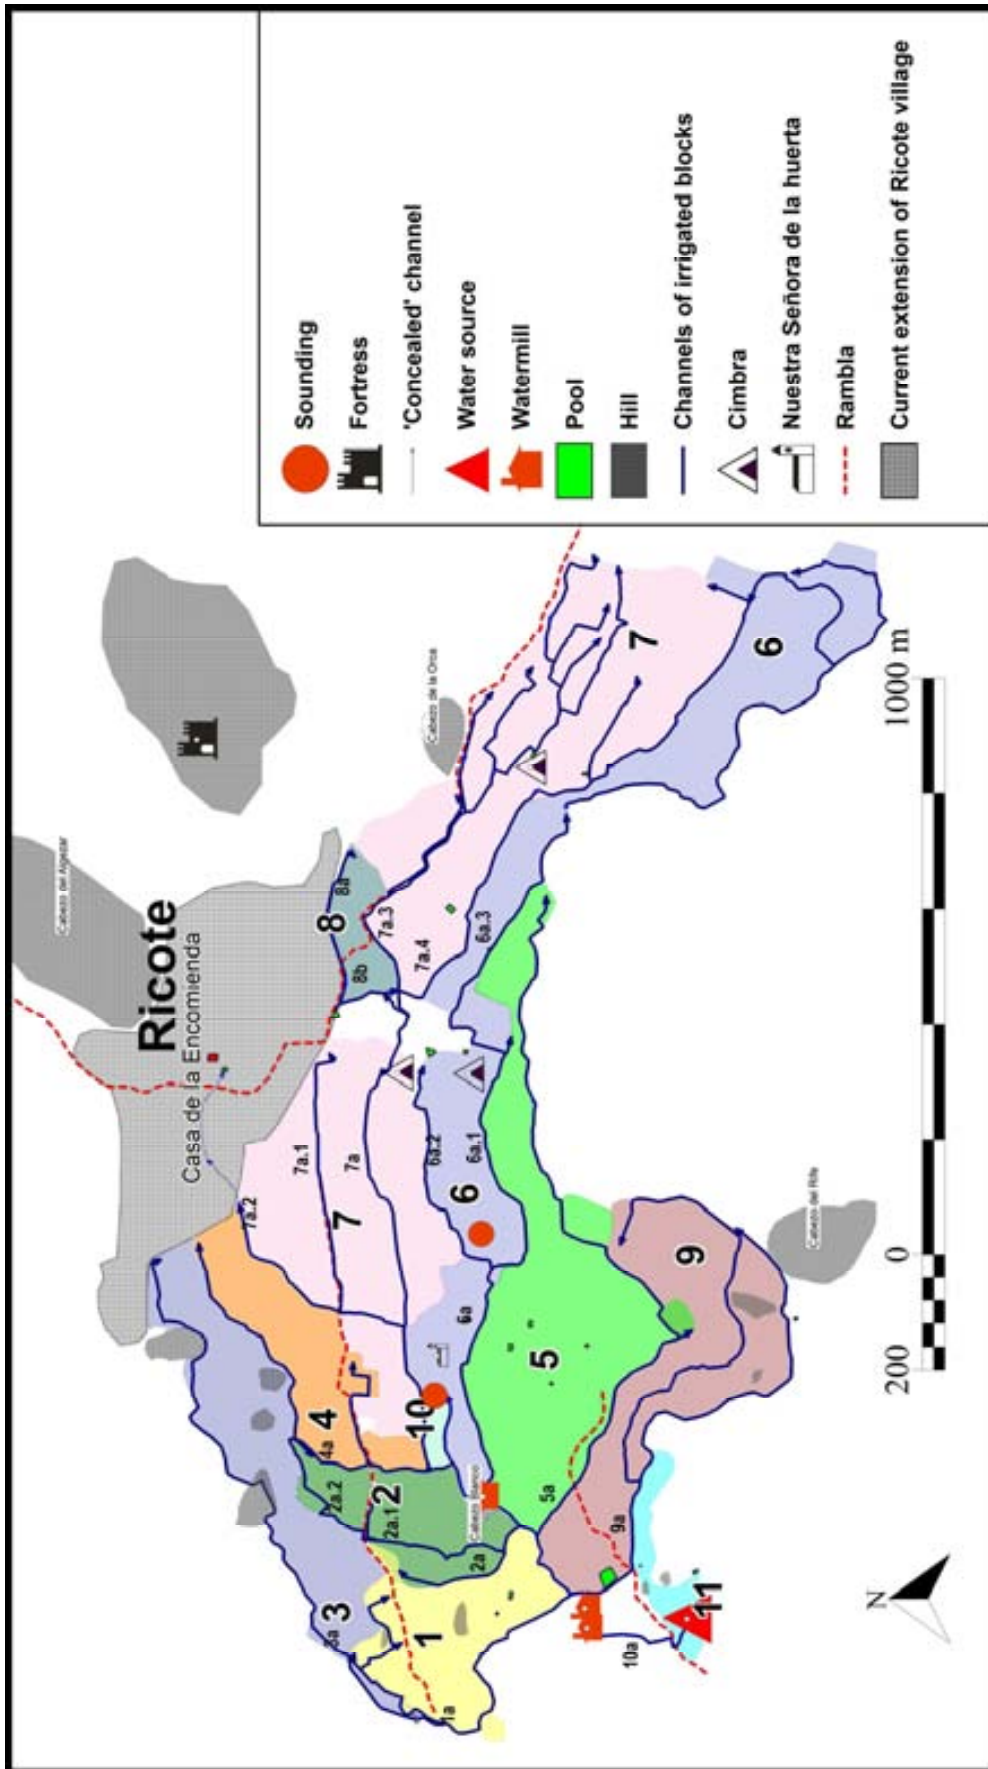 Cabezo del Algezar
Ricote
Casa de la Encomienda
7a.2
7a.1
7a
7
8
8a
8b
7a.3
7a.4
Cabezo de la Orca
3
3a
4
4a
2a.2
2
2a.1
2a
1
1a
10
Cabezo Blanco
6a
6
6a.2
6a.1
6a.3
7
6
5
5a
9
9a
Cabezo del Rife
10a
11
N
200
0
1000 m
Sounding
Fortress
'Concealed' channel
Water source
Watermill
Pool
Hill
Channels of irrigated blocks
Cimbra
Nuestra Señora de la huerta
Rambla
Current extension of Ricote village